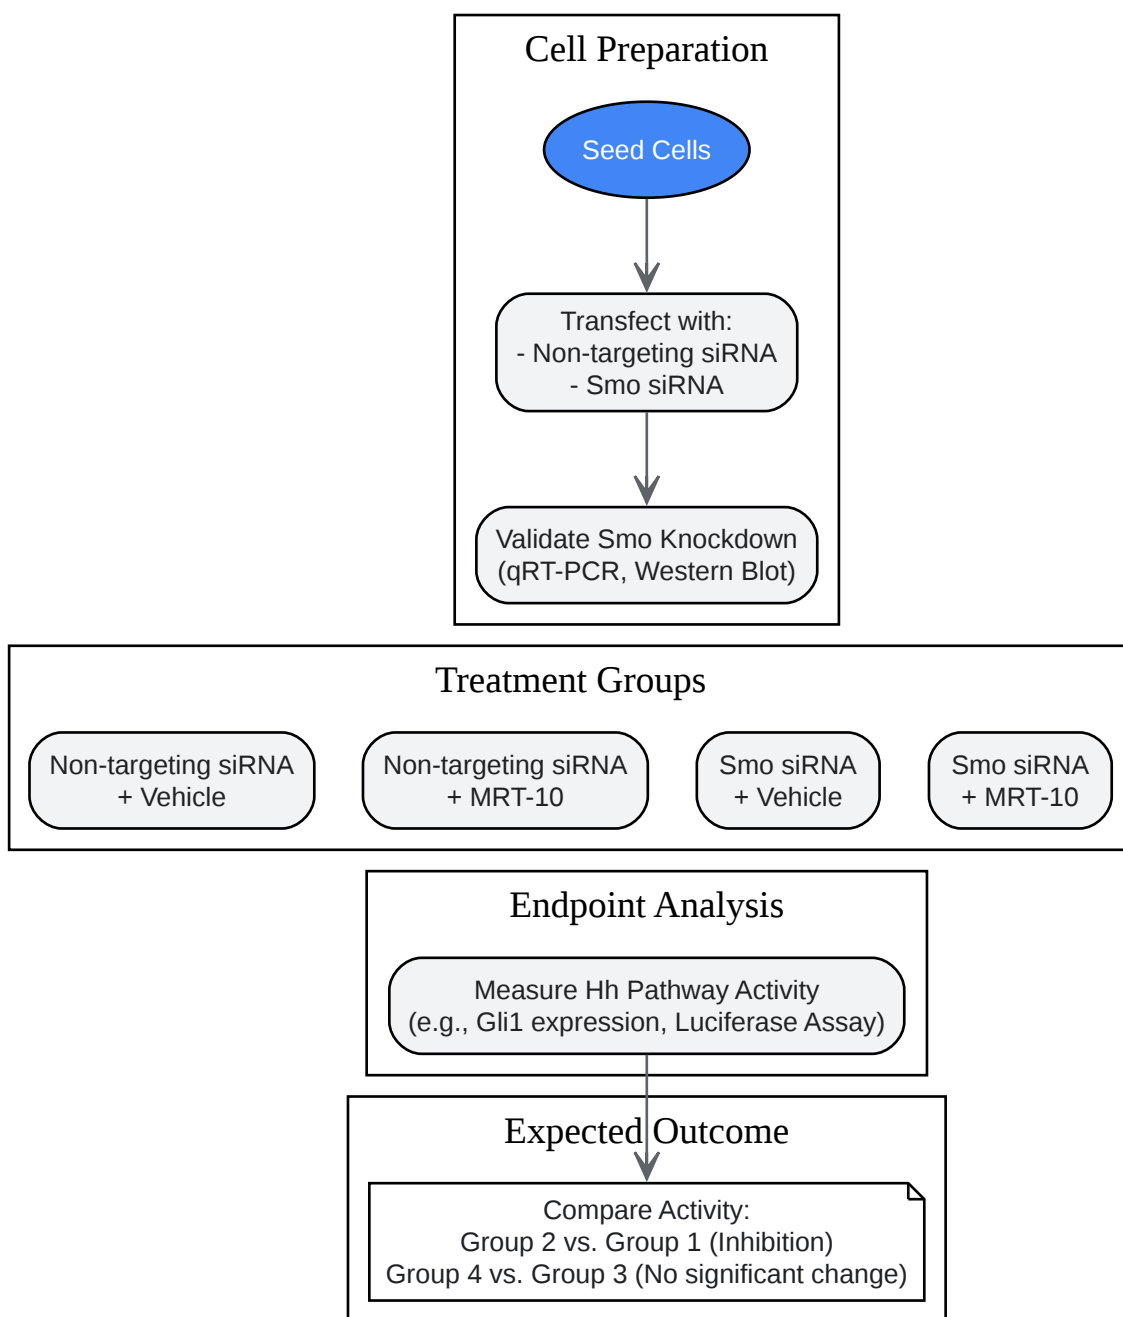 Cell Preparation
Seed Cells
Transfect with:
- Non-targeting siRNA
- Smo siRNA
Validate Smo Knockdown
(qRT-PCR, Western Blot)
Treatment Groups
Non-targeting siRNA
+ Vehicle
Non-targeting siRNA
+ MRT-10
Smo siRNA
+ Vehicle
Smo siRNA
+ MRT-10
Endpoint Analysis
Measure Hh Pathway Activity
(e.g., Gli1 expression, Luciferase Assay)
Expected Outcome
Compare Activity:
Group 2 vs. Group 1 (Inhibition)
Group 4 vs. Group 3 (No significant change)